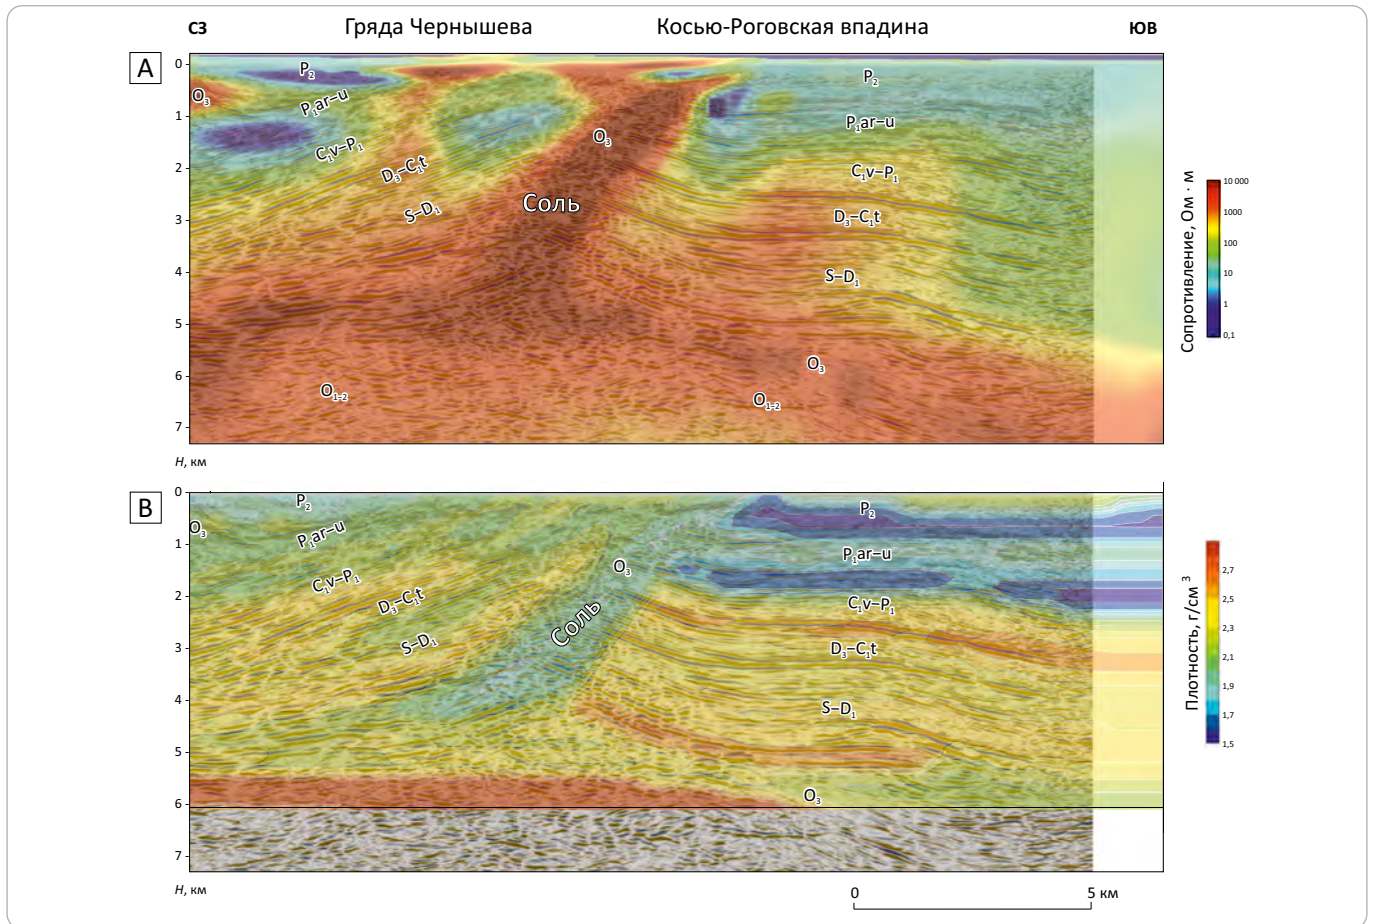 СЗ Гряда Чернышева Косью-Роговская впадина ЮВ
A
0
1
2
3
4
5
6
7
H, км
P₂
O₃
P₁ar–u
C₁v–P₁
D₃–C₁t
S–D₁
O₃
Соль
O₁₋₂
P₂
P₁ar–u
C₁v–P₁
D₃–C₁t
S–D₁
O₃
O₁₋₂
Сопротивление, Ом · м
10 000
1000
100
10
1
0,1
B
0
1
2
3
4
5
6
7
H, км
P₂
O₃
P₁ar–u
C₁v–P₁
D₃–C₁t
S–D₁
O₃
Соль
P₂
P₁ar–u
C₁v–P₁
D₃–C₁t
S–D₁
O₃
Плотность, г/см³
2,7
2,5
2,3
2,1
1,9
1,7
1,5
0 5 км